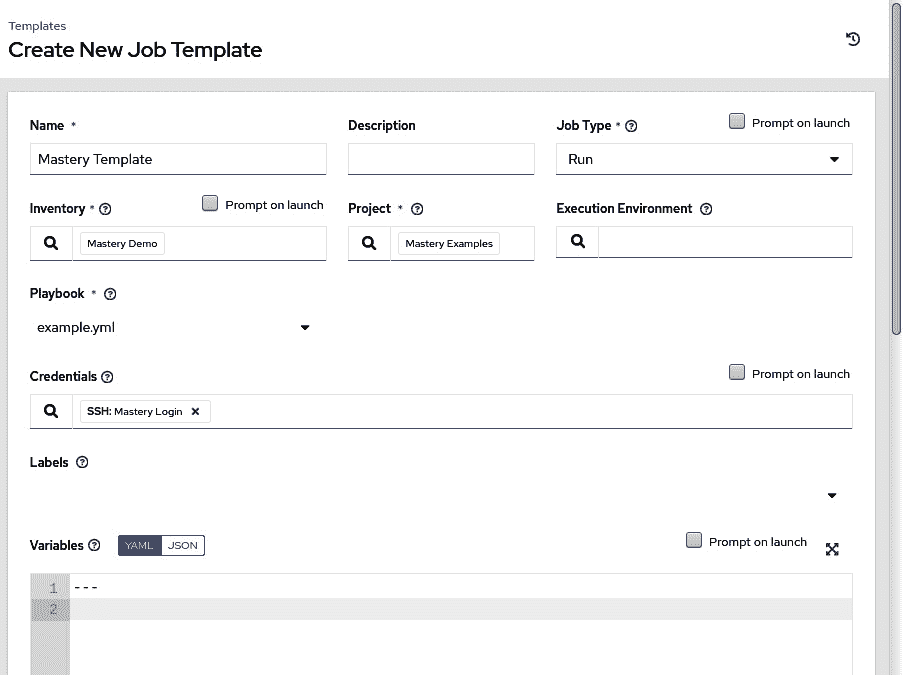 Templates
Create New Job Template
Name *
Description
Job Type *
Prompt on launch
Mastery Template
Run
Inventory *
Prompt on launch
Project *
Execution Environment
Mastery Demo
Mastery Examples
Playbook *
example.yml
Credentials
Prompt on launch
SSH: Mastery Login
Labels
Variables
YAML
JSON
Prompt on launch
1 ---
2